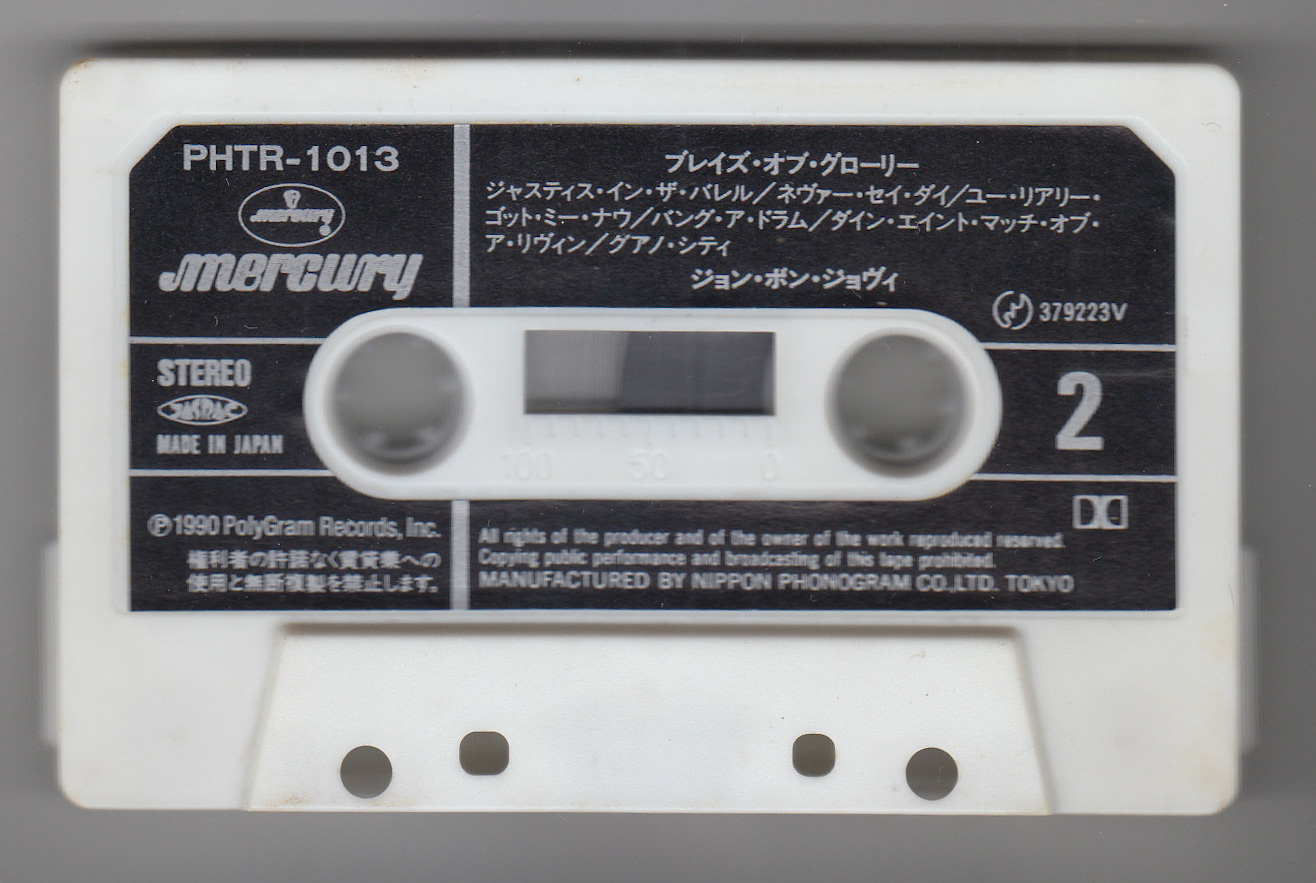 PHTR-1013
mercury
mercury
ブレイズ・オブ・グローリー
ジャスティス・イン・ザ・バレル/ネヴァー・セイ・ダイ/ユー・リアリー・
ゴット・ミー・ナウ/バング・ア・ドラム/ダイン・エイント・マッチ・オブ・
ア・リヴィン/グアノ・シティ
ジョン・ボン・ジョヴィ
379223V
STEREO
JASRAC
MADE IN JAPAN
2
100 50 0
Ⓟ1990 PolyGram Records, Inc.
権利者の許諾なく賃貸業への
使用と無断複製を禁止します。
All rights of the producer and of the owner of the work reproduced reserved.
Copying public performance and broadcasting of this tape prohibited.
MANUFACTURED BY NIPPON PHONOGRAM CO.,LTD. TOKYO